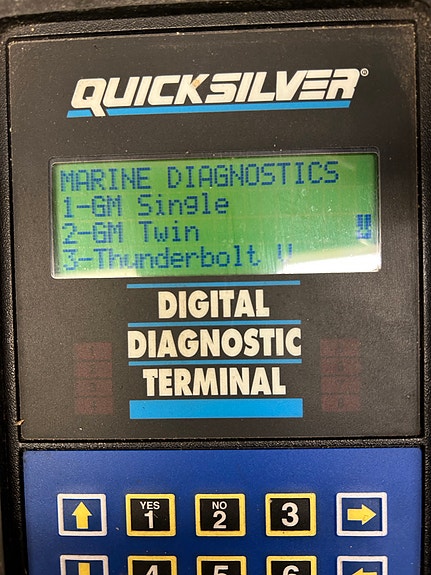 QUICKSILVER®
MARINE DIAGNOSTICS
1-GM Single
2-GM Twin
3-Thunderbolt V
DIGITAL
DIAGNOSTIC
TERMINAL
YES NO
1 2 3
4 5 6